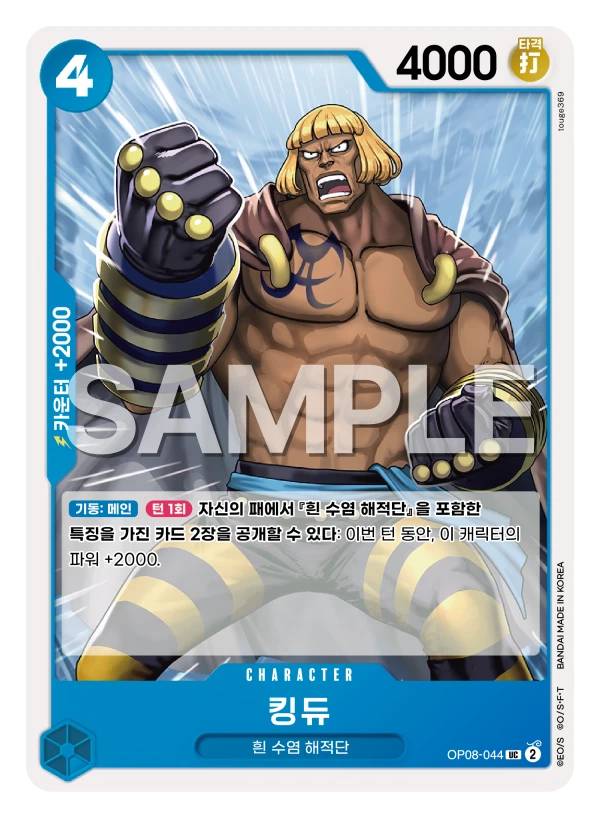 4
4000
타격
打
touge369
⚡카운터 +2000
SAMPLE
기동: 메인 턴 1회 자신의 패에서 『흰 수염 해적단』을 포함한
특징을 가진 카드 2장을 공개할 수 있다: 이번 턴 동안, 이 캐릭터의
파워 +2000.
CHARACTER
킹듀
흰 수염 해적단
OP08-044 UC 2
©EO/S ©O/S·F·T BANDAI MADE IN KOREA